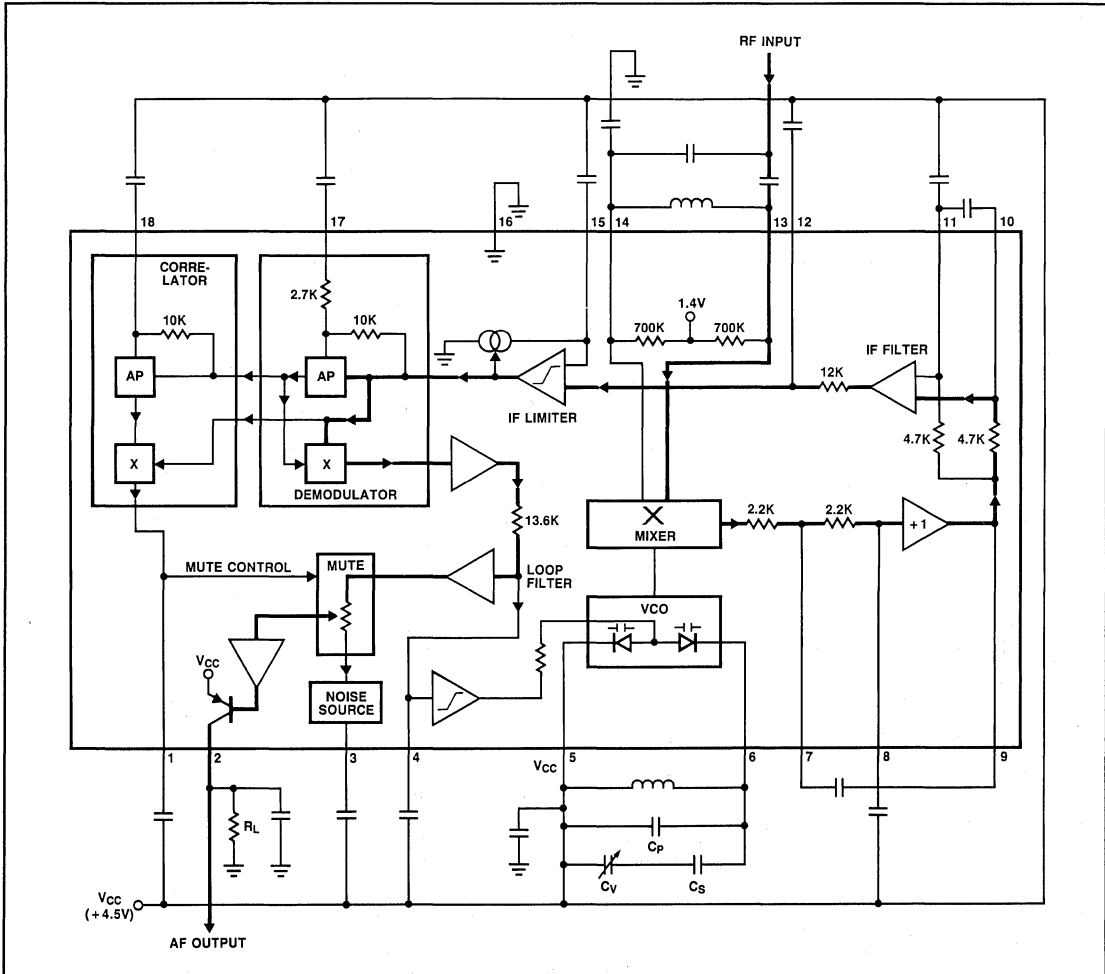 RF INPUT
18
17
16
15
14
13
12
11
10
CORRE-
LATOR
2.7K
10K
10K
1.4V
700K
700K
IF FILTER
AP
AP
12K
IF LIMITER
4.7K
4.7K
X
X
DEMODULATOR
13.6K
X
MIXER
2.2K
2.2K
+1
MUTE CONTROL
MUTE
LOOP
FILTER
VCO
VCC
NOISE
SOURCE
1
2
3
4
VCC
5
6
7
8
9
RL
CP
CV
CS
VCC
(+4.5V)
AF OUTPUT